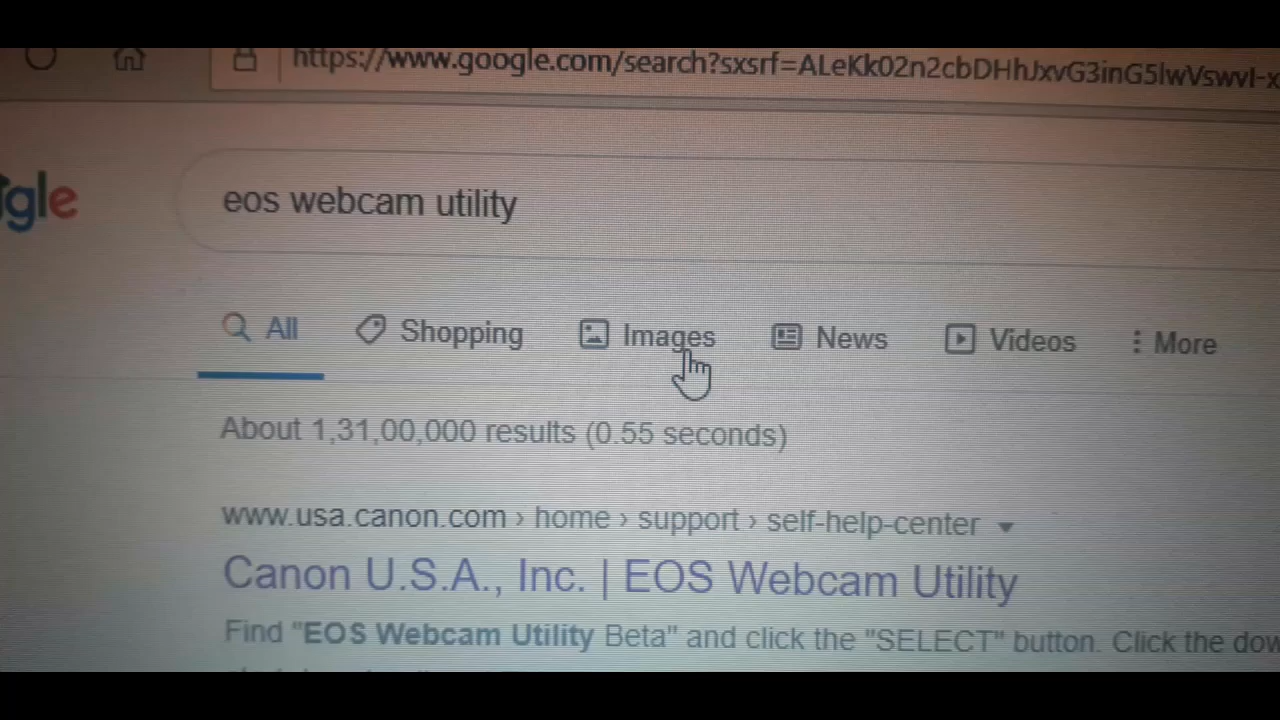 https://www.google.com/search?sxsrf=
gle
eos webcam utility
All Shopping Images News Videos More
About 1,31,00,000 results (0.55 seconds)
www.usa.canon.com › home › support › self-help-center
Canon U.S.A., Inc. | EOS Webcam Utility
Find "EOS Webcam Utility Beta" and click the "SELECT" button. Click the